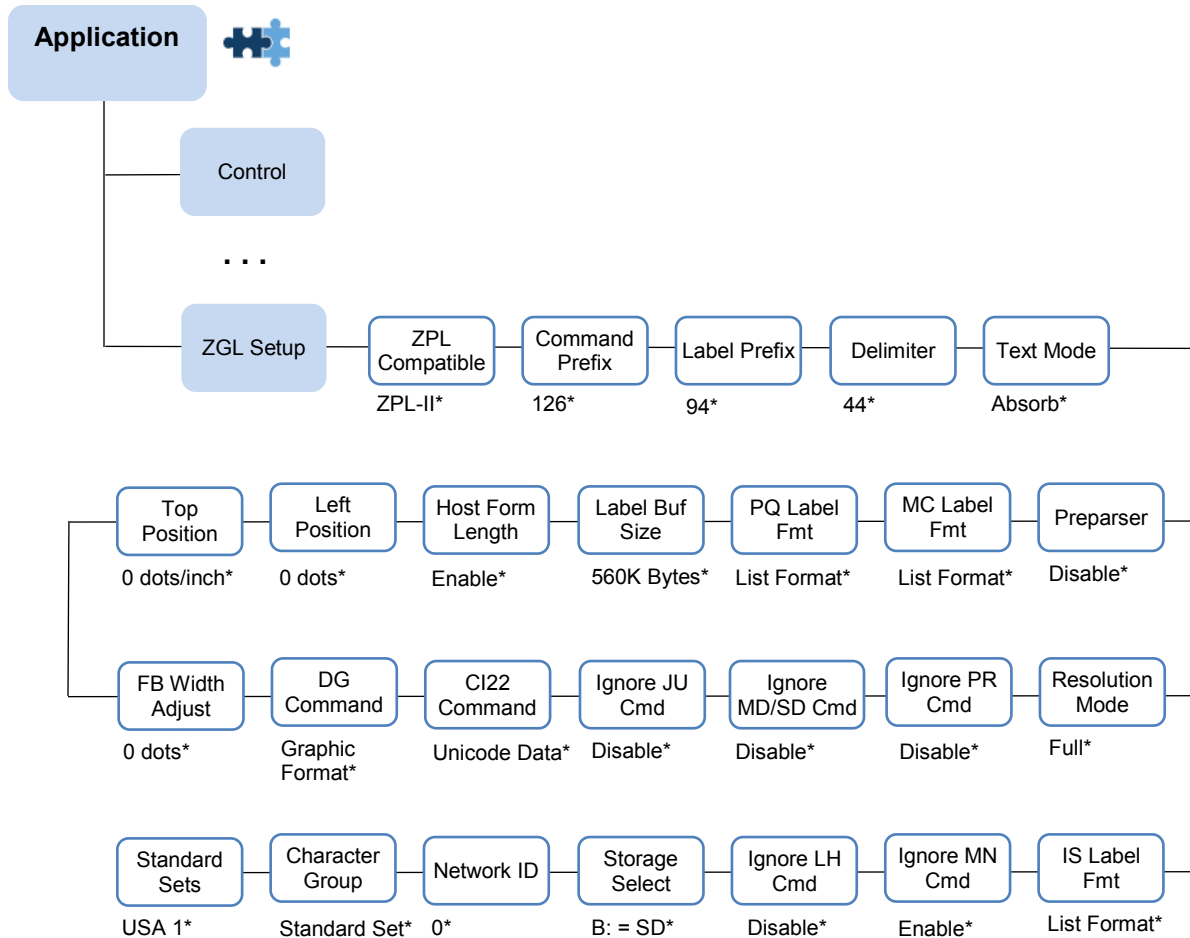 Application
Control
. . .
ZGL Setup
ZPL
Compatible
Command
Prefix
Label Prefix
Delimiter
Text Mode
ZPL-II*
126*
94*
44*
Absorb*
Top
Position
Left
Position
Host Form
Length
Label Buf
Size
PQ Label
Fmt
MC Label
Fmt
Preparser
0 dots/inch*
0 dots*
Enable*
560K Bytes*
List Format*
List Format*
Disable*
FB Width
Adjust
DG
Command
CI22
Command
Ignore JU
Cmd
Ignore
MD/SD Cmd
Ignore PR
Cmd
Resolution
Mode
0 dots*
Graphic
Format*
Unicode Data*
Disable*
Disable*
Disable*
Full*
Standard
Sets
Character
Group
Network ID
Storage
Select
Ignore LH
Cmd
Ignore MN
Cmd
IS Label
Fmt
USA 1*
Standard Set*
0*
B: = SD*
Disable*
Enable*
List Format*